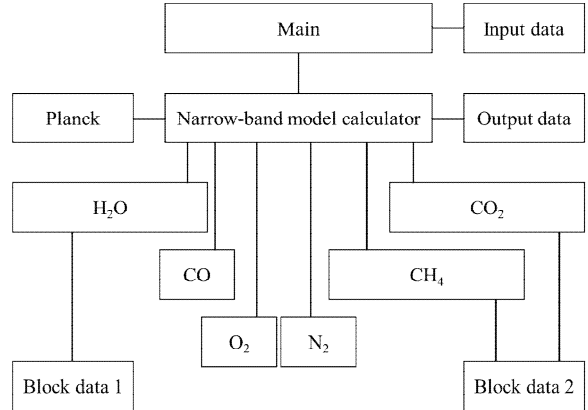 Main
Input data
Planck
Narrow-band model calculator
Output data
H₂O
CO₂
CO
CH₄
O₂
N₂
Block data 1
Block data 2